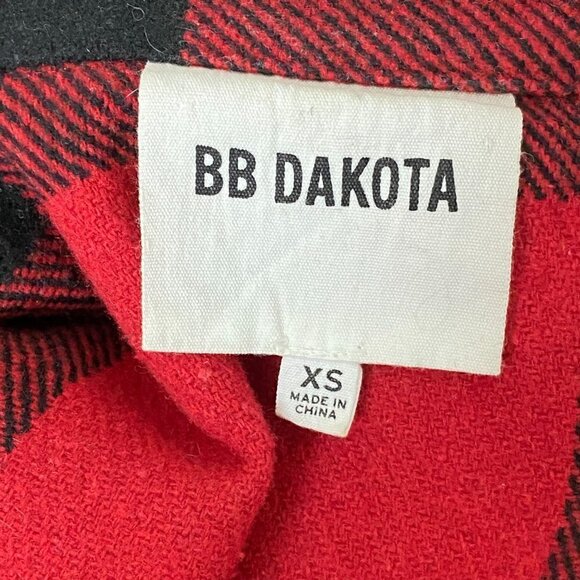 BB DAKOTA
XS
MADE IN
CHINA